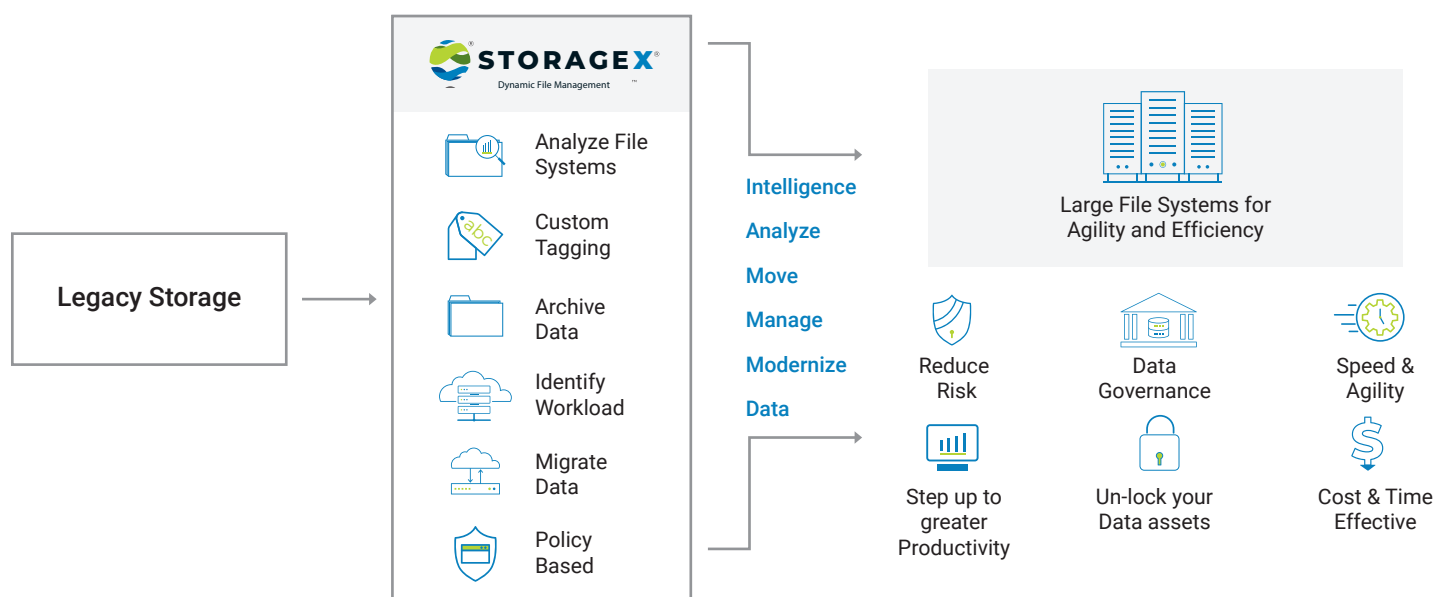 Legacy Storage
STORAGEX®
Dynamic File Management ™
Analyze File
Systems
abc
Custom
Tagging
Archive
Data
Identify
Workload
Migrate
Data
Policy
Based
Intelligence
Analyze
Move
Manage
Modernize
Data
Large File Systems for
Agility and Efficiency
Reduce
Risk
Data
Governance
Speed &
Agility
Step up to
greater
Productivity
Un-lock your
Data assets
$
Cost & Time
Effective